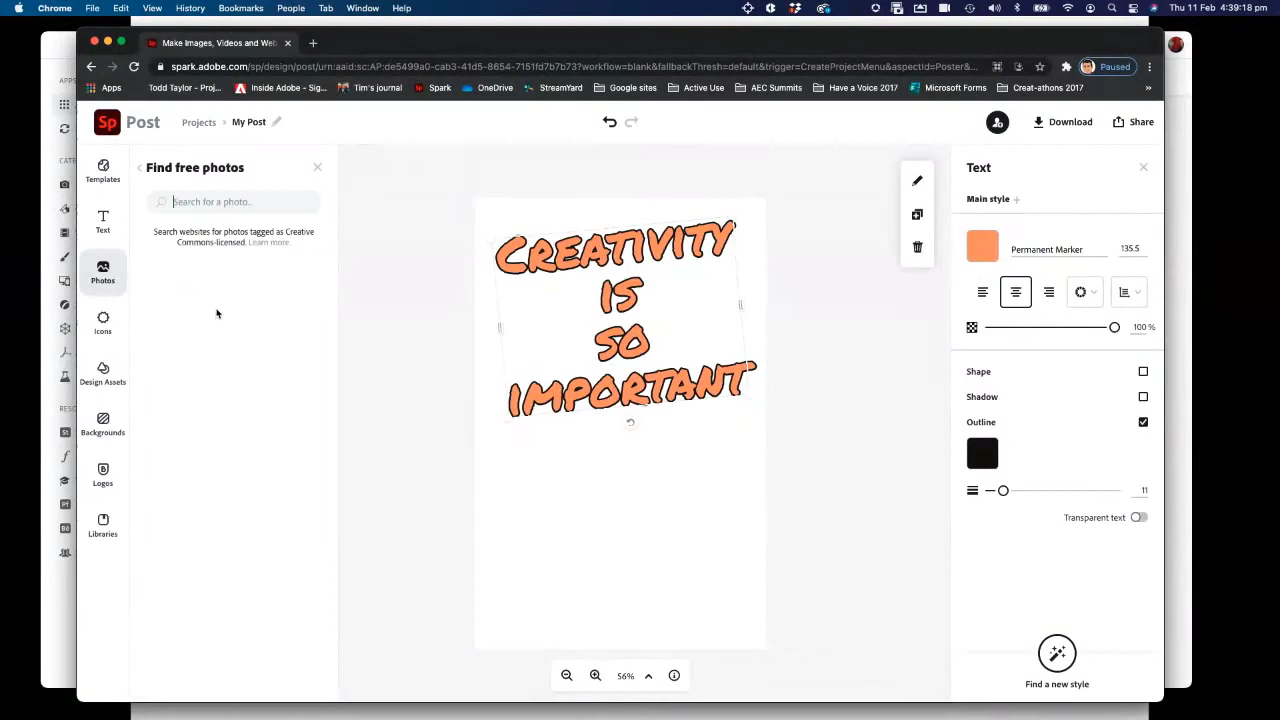 Chrome File Edit View History Bookmarks People Tab Window Help
Thu 11 Feb 4:39:18 pm
Make Images, Videos and Web
spark.adobe.com/sp/design/post/urn:aaid:sc:AP:de5499a0-cab3-41d5-8654-7151fd7b7b73?workflow=blank&fallbackThresh=default&trigger=CreateProjectMenu&aspectId=Poster&...
Paused
Apps Todd Taylor - Proj... Inside Adobe - Sig... Tim's journal Spark OneDrive StreamYard Google sites Active Use AEC Summits Have a Voice 2017 Microsoft Forms Creat-athons 2017 »
APPS
CATE
RESO
Sp Post Projects My Post
Download
Share
Templates
Text
Photos
Icons
Design Assets
Backgrounds
Logos
Libraries
Find free photos
Search for a photo...
Search websites for photos tagged as Creative
Commons-licensed. Learn more.
CREATIVITY
IS
SO
IMPORTANT
56%
Text
Main style +
Permanent Marker 135.5
100 %
Shape
Shadow
Outline
11
Transparent text
Find a new style